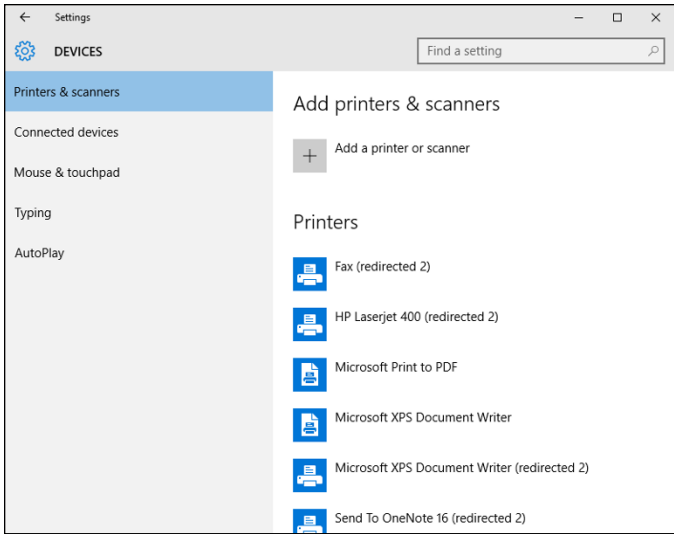 Settings
DEVICES
Find a setting
Printers & scanners
Connected devices
Mouse & touchpad
Typing
AutoPlay
Add printers & scanners
Add a printer or scanner
Printers
Fax (redirected 2)
HP Laserjet 400 (redirected 2)
Microsoft Print to PDF
Microsoft XPS Document Writer
Microsoft XPS Document Writer (redirected 2)
Send To OneNote 16 (redirected 2)